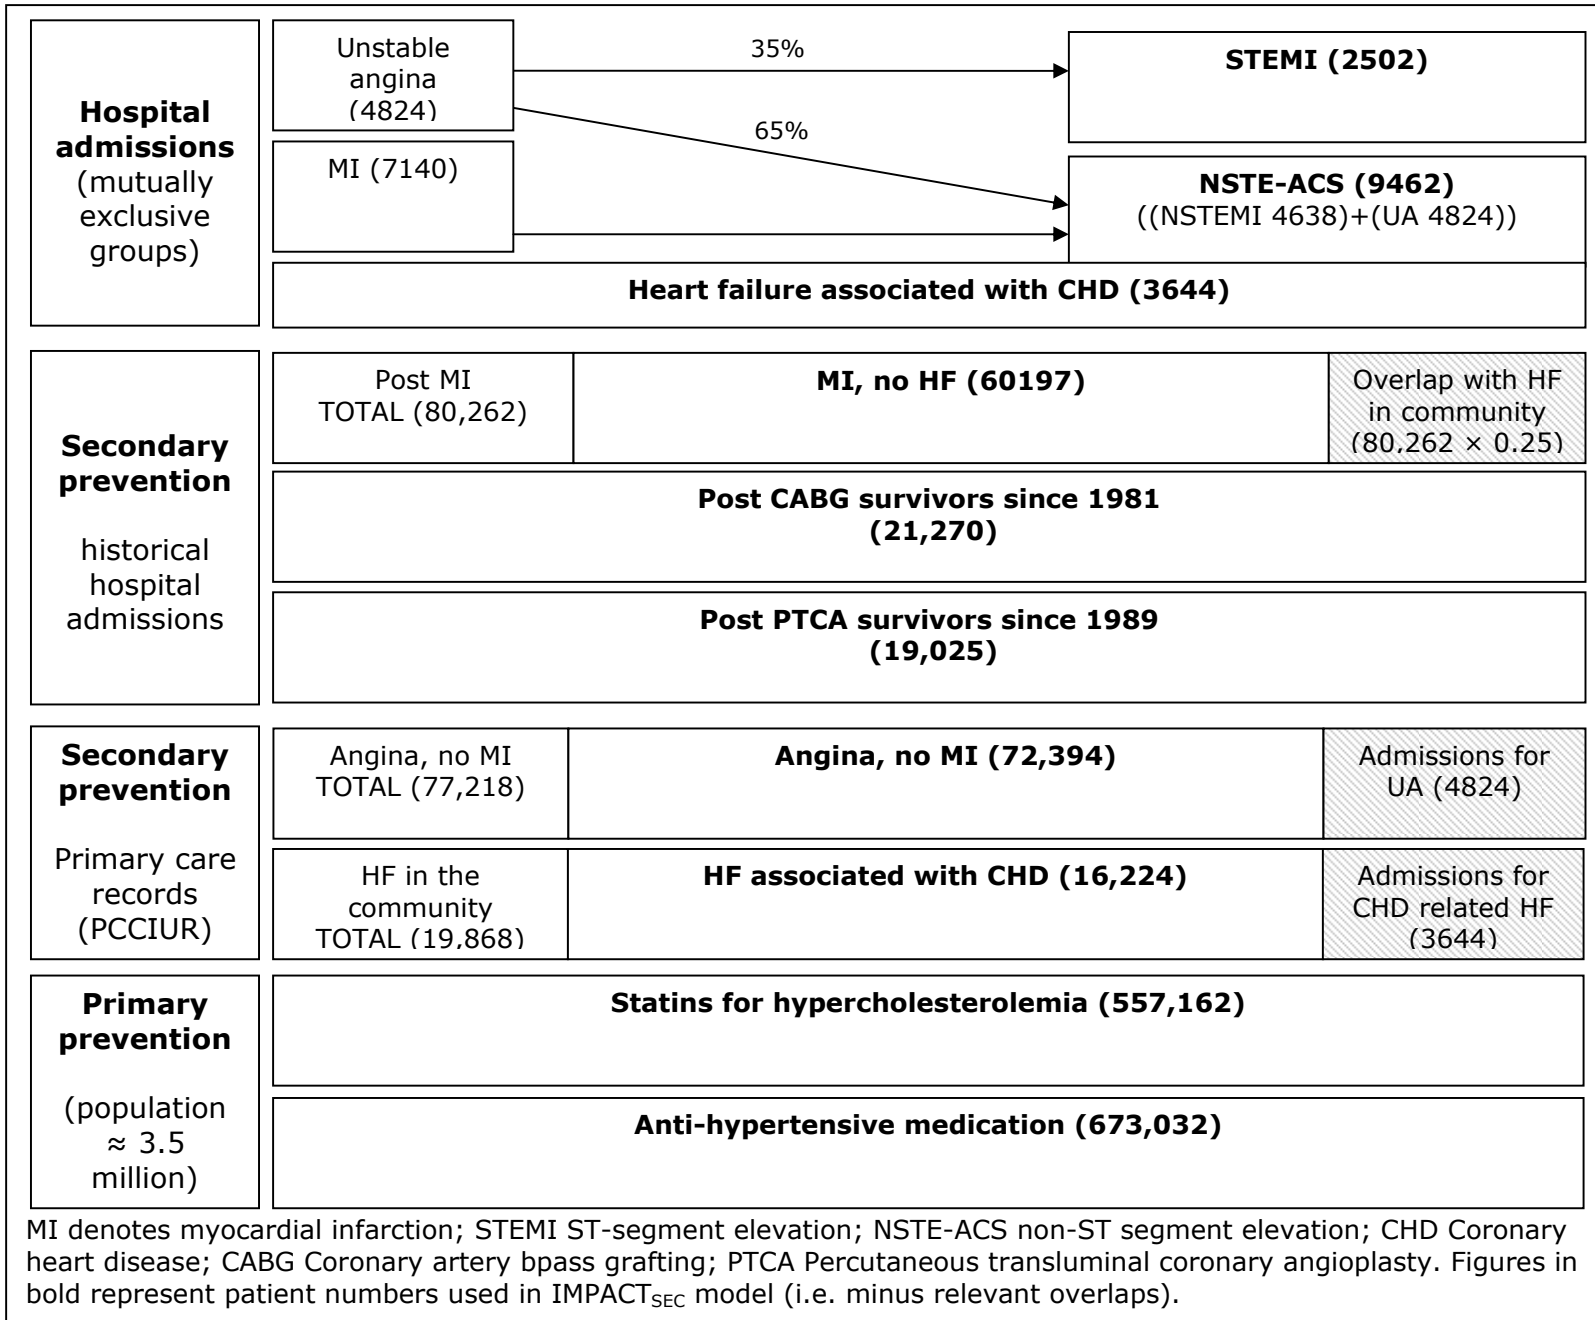 Hospital
admissions
(mutually
exclusive
groups)
Unstable
angina
(4824)
35%
STEMI (2502)
65%
MI (7140)
NSTE-ACS (9462)
((NSTEMI 4638)+(UA 4824))
Heart failure associated with CHD (3644)
Secondary
prevention
historical
hospital
admissions
Post MI
TOTAL (80,262)
MI, no HF (60197)
Overlap with HF
in community
(80,262 × 0.25)
Post CABG survivors since 1981
(21,270)
Post PTCA survivors since 1989
(19,025)
Secondary
prevention
Primary care
records
(PCCIUR)
Angina, no MI
TOTAL (77,218)
Angina, no MI (72,394)
Admissions for
UA (4824)
HF in the
community
TOTAL (19,868)
HF associated with CHD (16,224)
Admissions for
CHD related HF
(3644)
Primary
prevention
(population
≈ 3.5
million)
Statins for hypercholesterolemia (557,162)
Anti-hypertensive medication (673,032)
MI denotes myocardial infarction; STEMI ST-segment elevation; NSTE-ACS non-ST segment elevation; CHD Coronary
heart disease; CABG Coronary artery bpass grafting; PTCA Percutaneous transluminal coronary angioplasty. Figures in
bold represent patient numbers used in IMPACTSEC model (i.e. minus relevant overlaps).